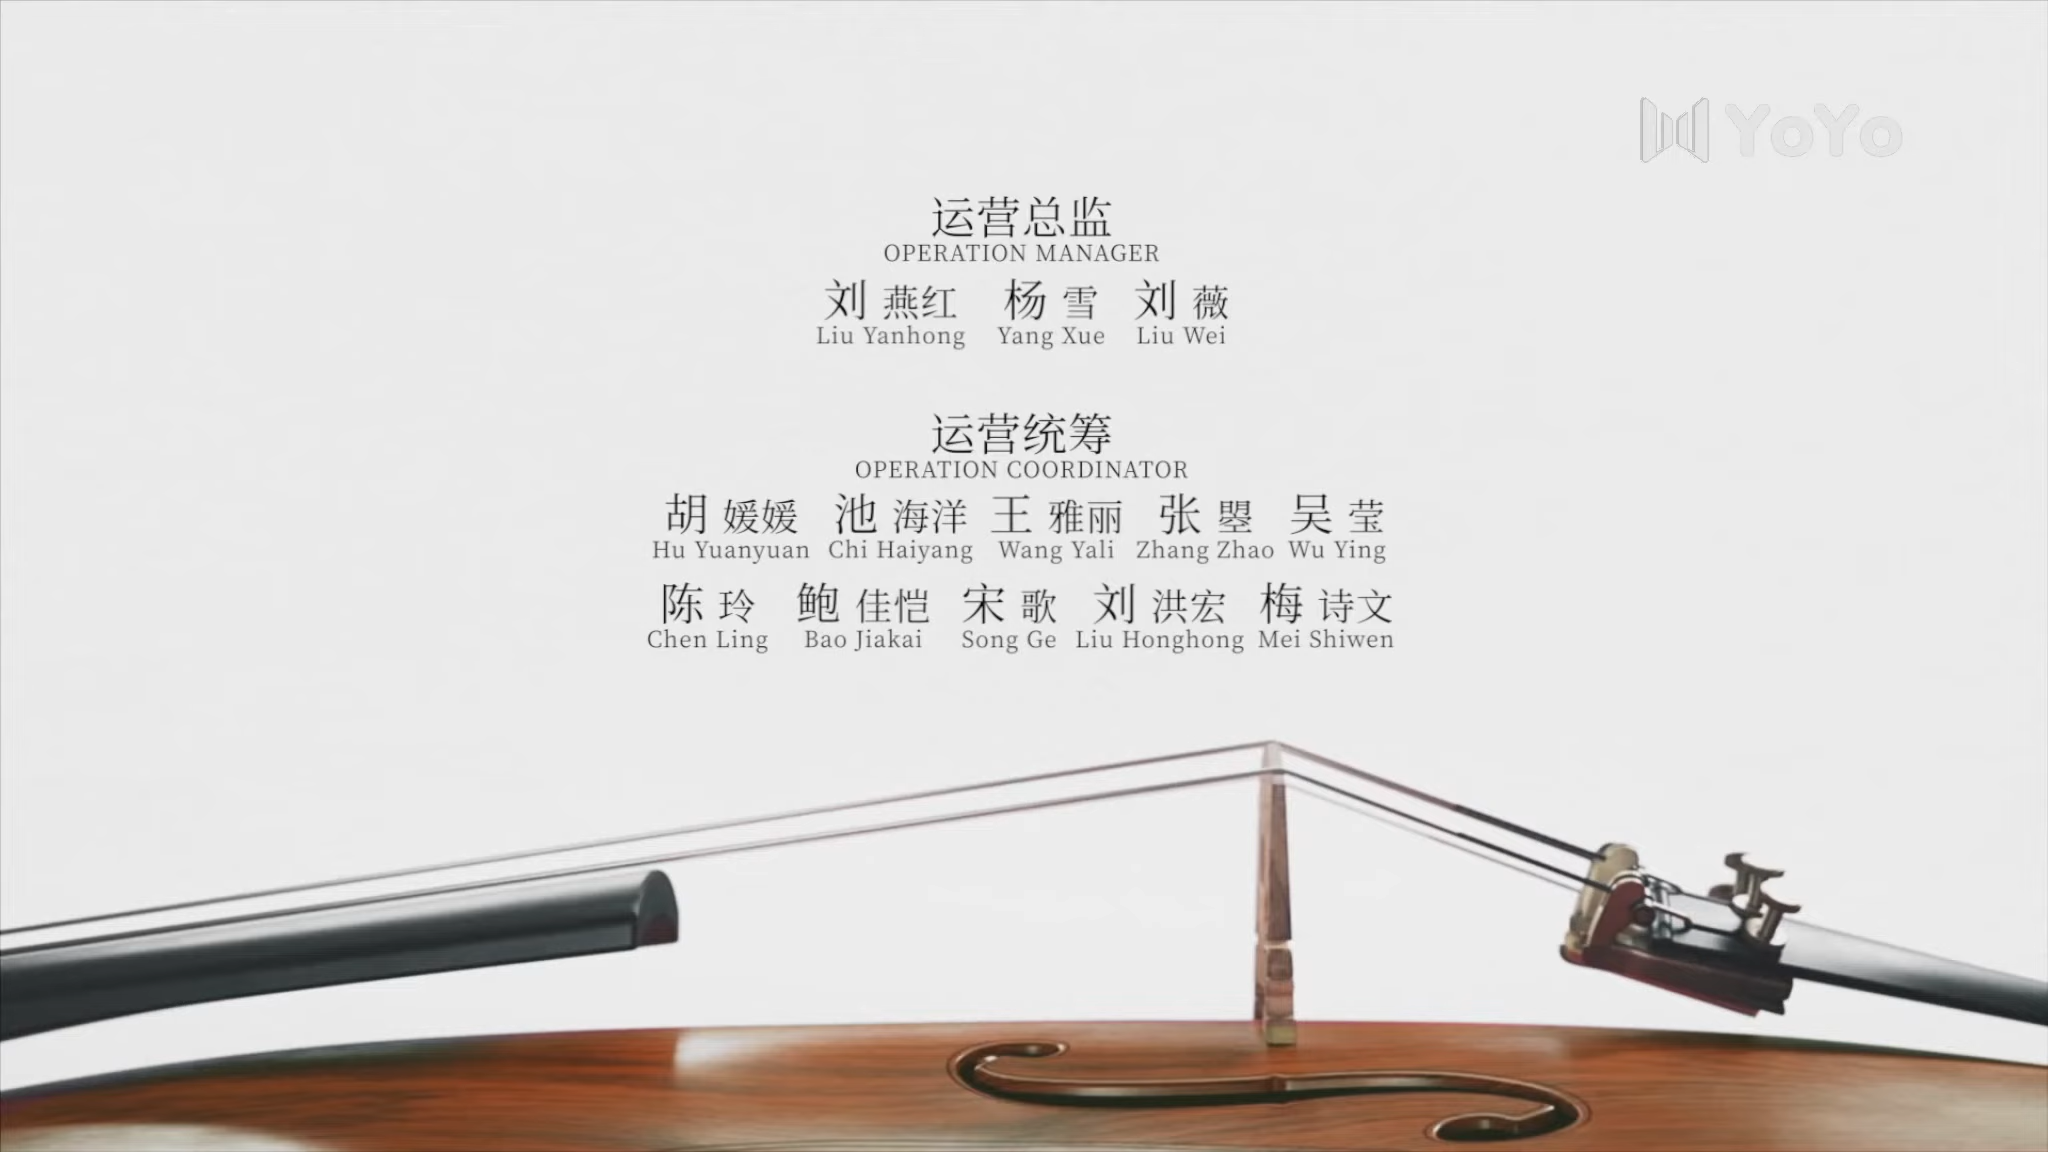 YoYo
运营总监
OPERATION MANAGER
刘 燕红 杨 雪 刘 薇
Liu Yanhong Yang Xue Liu Wei
运营统筹
OPERATION COORDINATOR
胡 媛媛 池 海洋 王 雅丽 张 曌 吴 莹
Hu Yuanyuan Chi Haiyang Wang Yali Zhang Zhao Wu Ying
陈 玲 鲍 佳恺 宋 歌 刘 洪宏 梅 诗文
Chen Ling Bao Jiakai Song Ge Liu Honghong Mei Shiwen